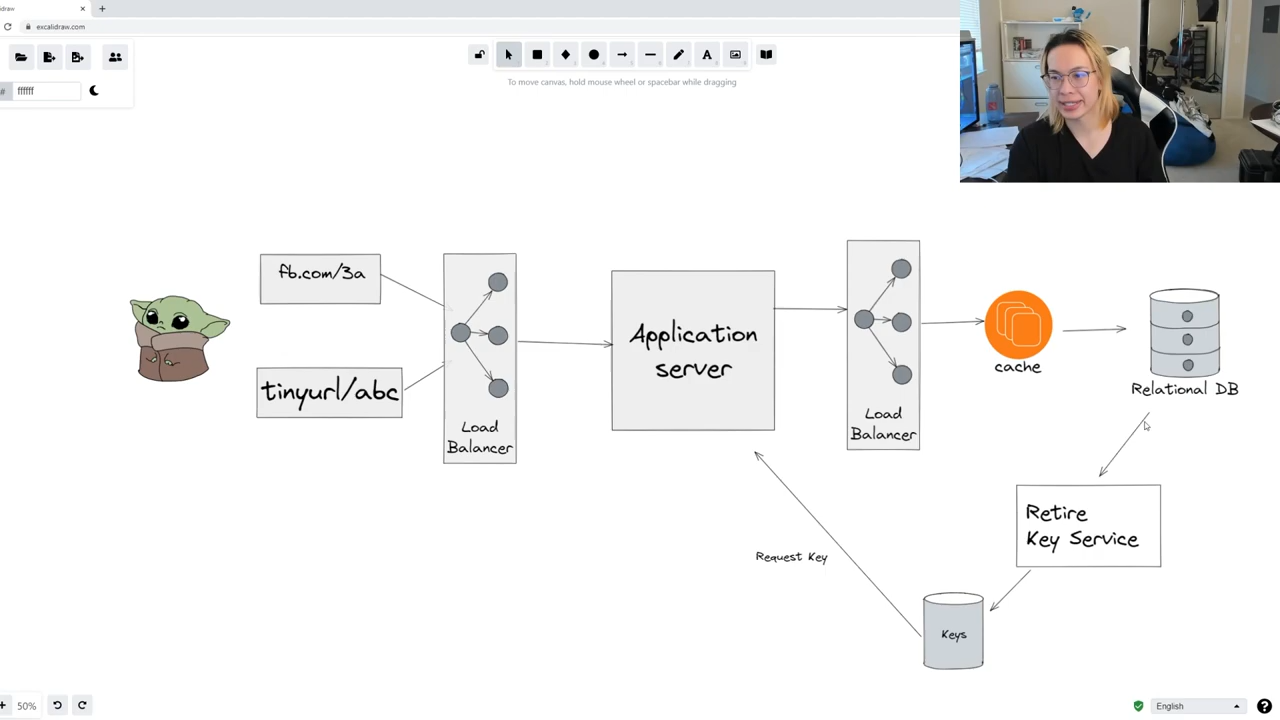 excalidraw.com
To move canvas, hold mouse wheel or spacebar while dragging
# ffffff
fb.com/3a
tinyurl/abc
Load
Balancer
Application
server
Load
Balancer
cache
Relational DB
Retire
Key Service
Request Key
Keys
50%
English